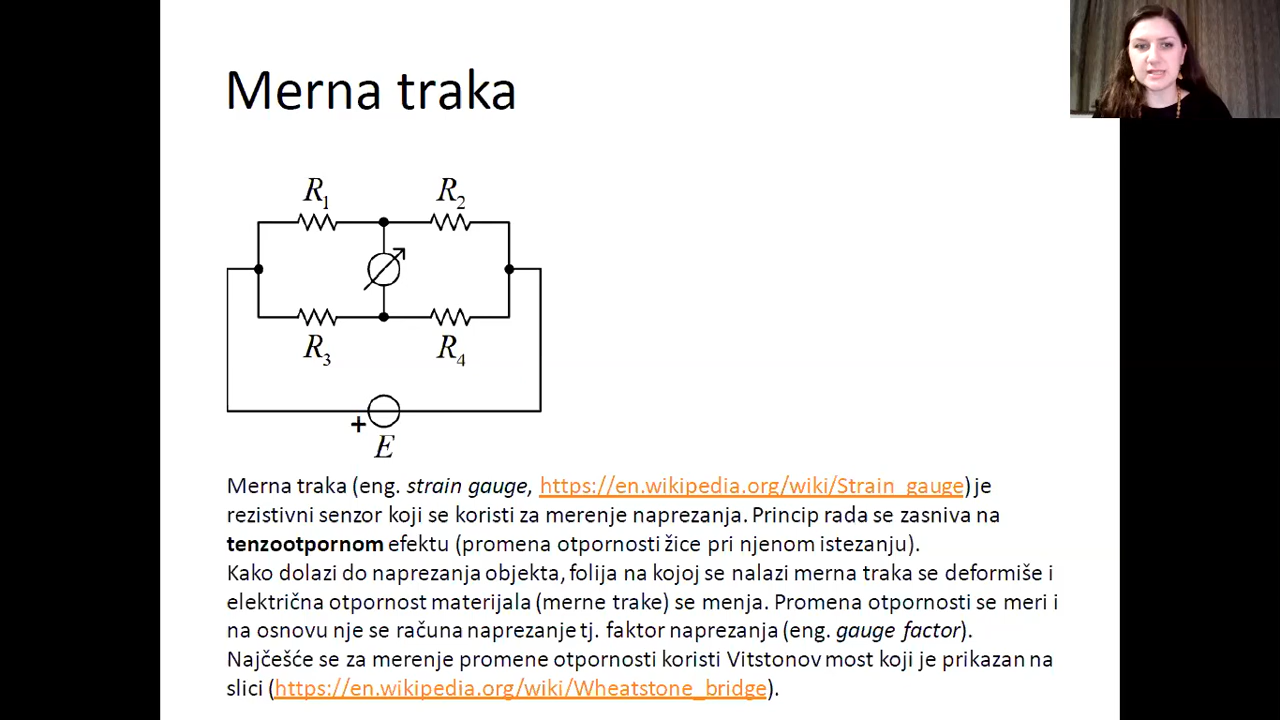 Merna traka
R1
R2
R3
R4
+
E
Merna traka (eng. strain gauge, https://en.wikipedia.org/wiki/Strain_gauge) je
rezistivni senzor koji se koristi za merenje naprezanja. Princip rada se zasniva na
tenzootpornom efektu (promena otpornosti žice pri njenom istezanju).
Kako dolazi do naprezanja objekta, folija na kojoj se nalazi merna traka se deformiše i
električna otpornost materijala (merne trake) se menja. Promena otpornosti se meri i
na osnovu nje se računa naprezanje tj. faktor naprezanja (eng. gauge factor).
Najčešće se za merenje promene otpornosti koristi Vitstonov most koji je prikazan na
slici (https://en.wikipedia.org/wiki/Wheatstone_bridge).